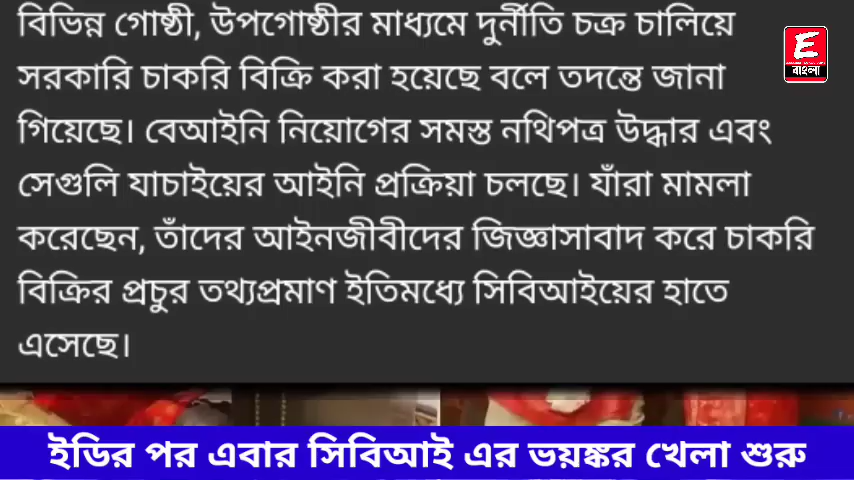 বিভিন্ন গোষ্ঠী, উপগোষ্ঠীর মাধ্যমে দুর্নীতি চক্র চালিয়ে
সরকারি চাকরি বিক্রি করা হয়েছে বলে তদন্তে জানা
গিয়েছে। বেআইনি নিয়োগের সমস্ত নথিপত্র উদ্ধার এবং
সেগুলি যাচাইয়ের আইনি প্রক্রিয়া চলছে। যাঁরা মামলা
করেছেন, তাঁদের আইনজীবীদের জিজ্ঞাসাবাদ করে চাকরি
বিক্রির প্রচুর তথ্যপ্রমাণ ইতিমধ্যে সিবিআইয়ের হাতে
এসেছে।
E
বাংলা
ইডির পর এবার সিবিআই এর ভয়ঙ্কর খেলা শুরু